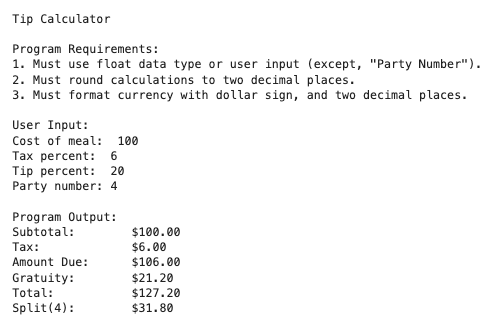 Tip Calculator
Program Requirements:
1. Must use float data type or user input (except, "Party Number").
2. Must round calculations to two decimal places.
3. Must format currency with dollar sign, and two decimal places.
User Input:
Cost of meal: 100
Tax percent: 6
Tip percent: 20
Party number: 4
Program Output:
Subtotal: $100.00
Tax: $6.00
Amount Due: $106.00
Gratuity: $21.20
Total: $127.20
Split(4): $31.80